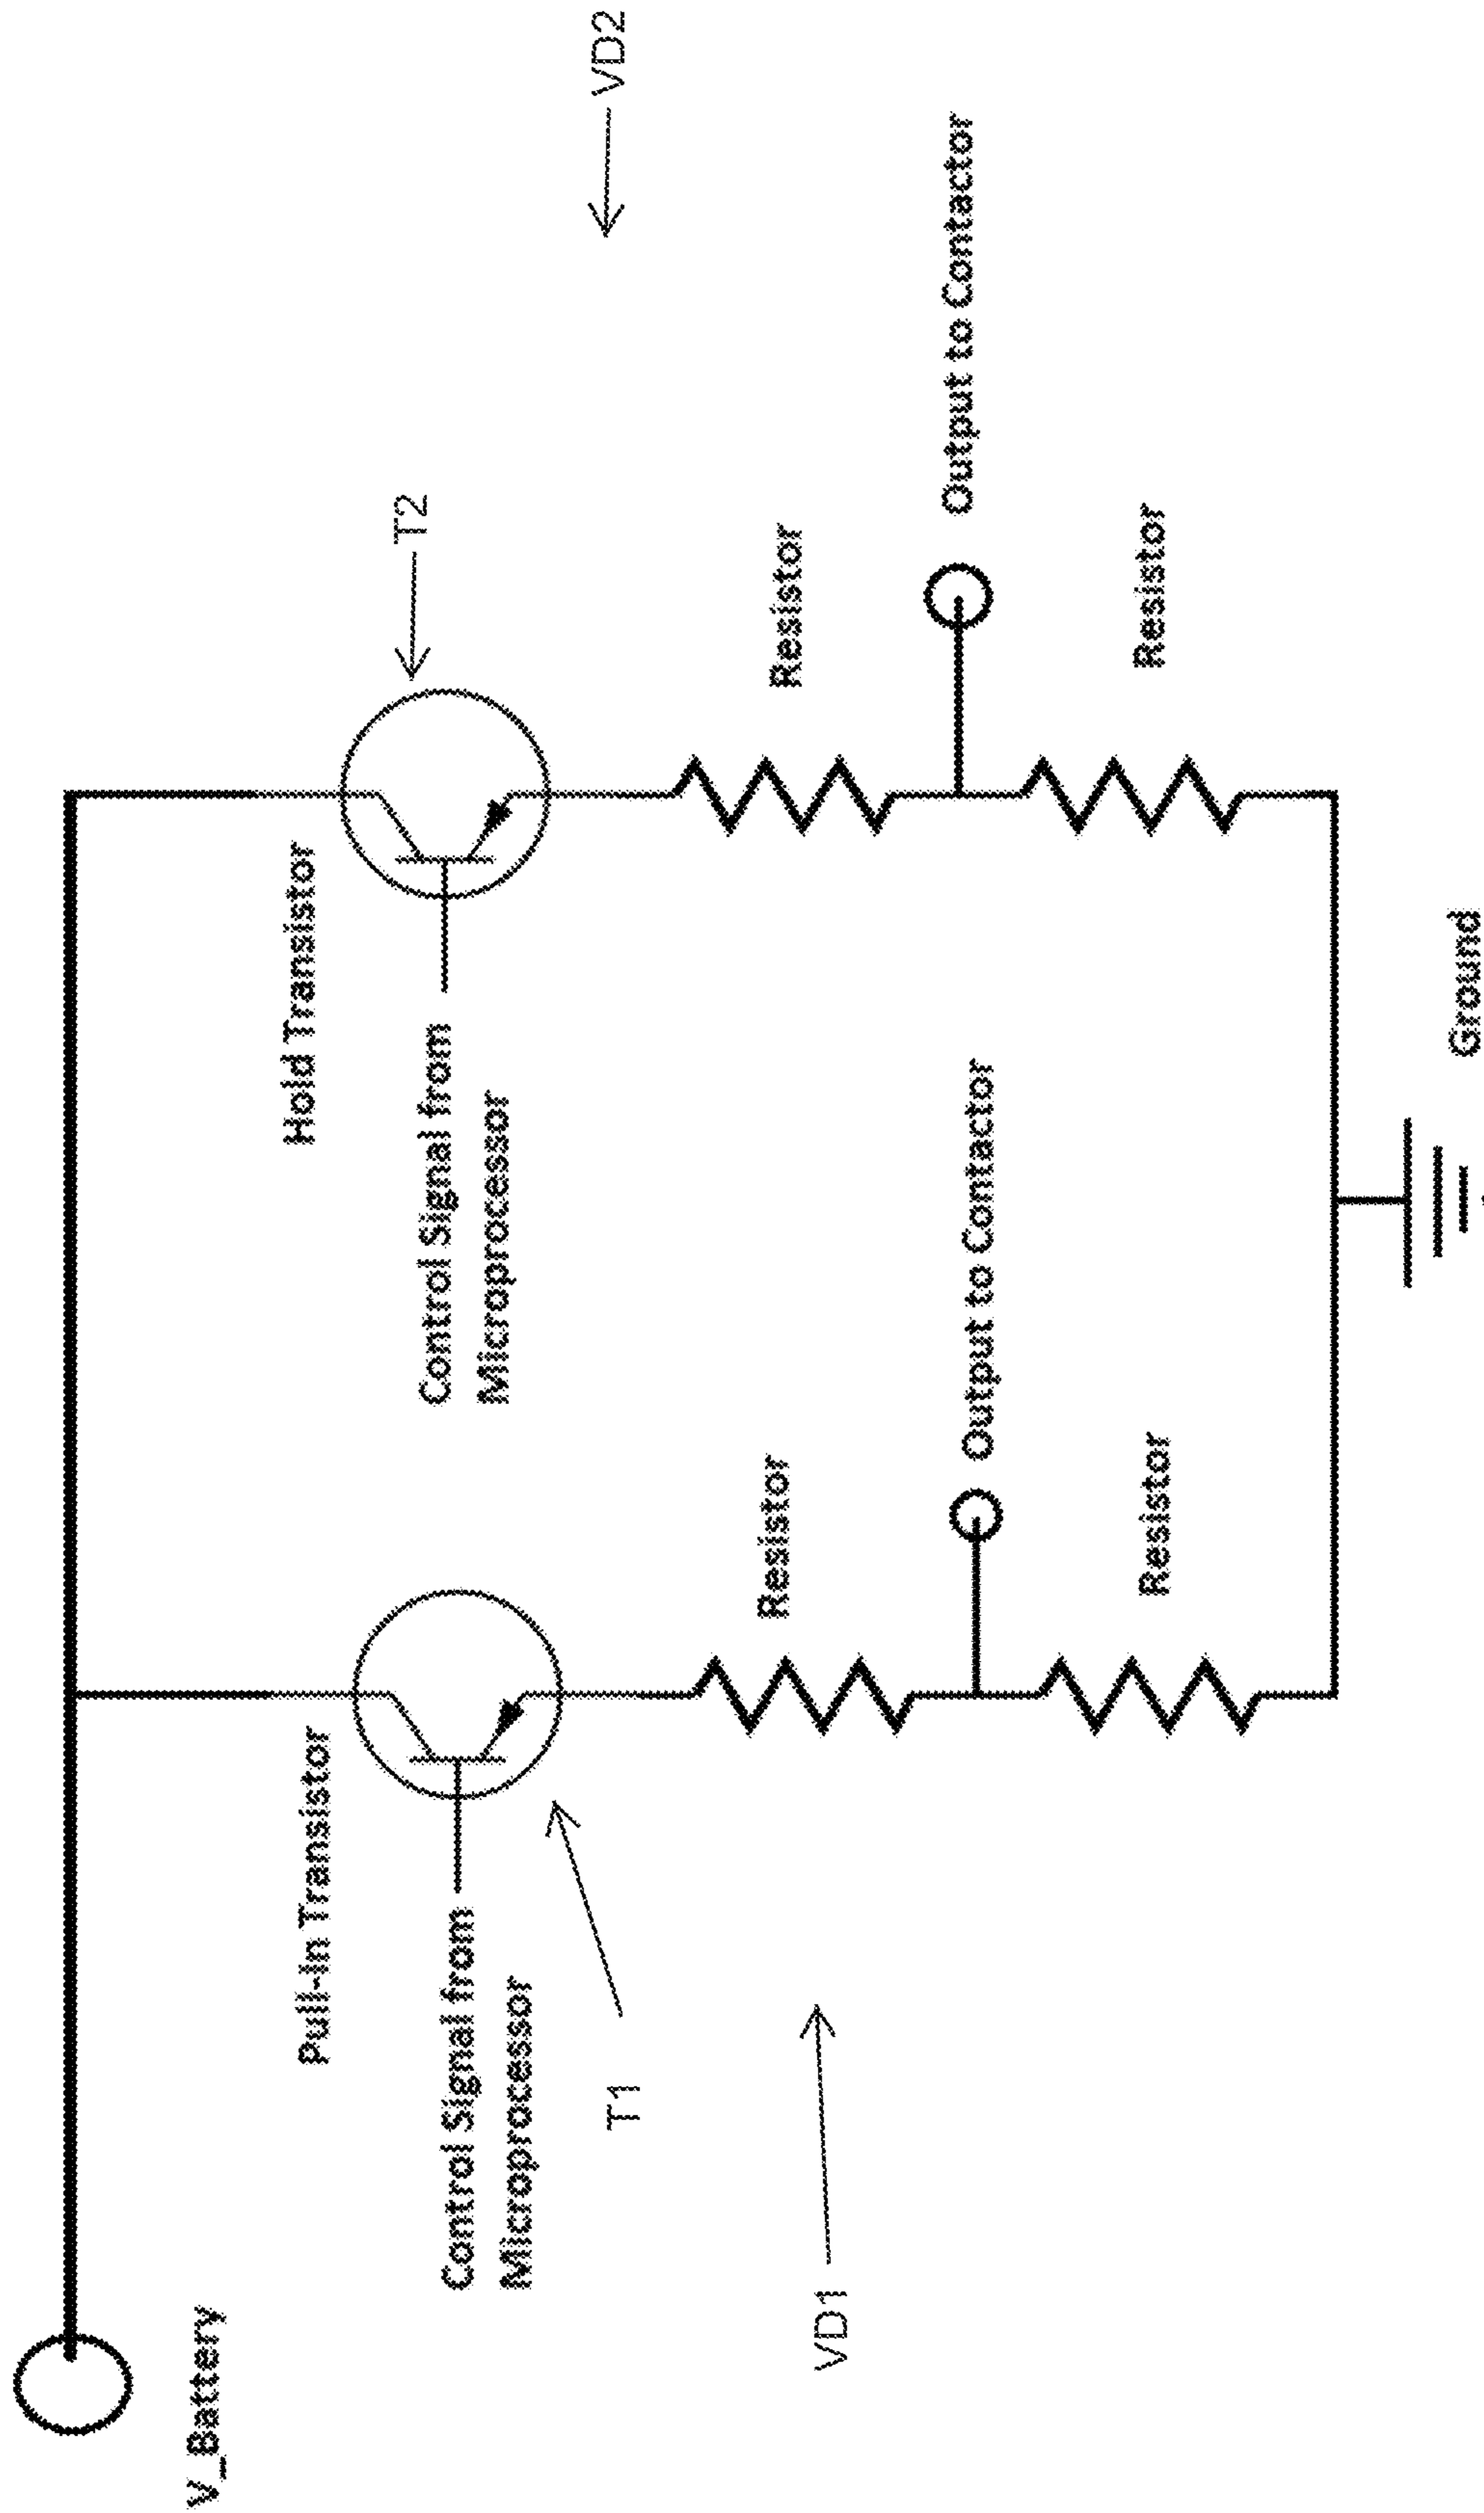 V_Battery
Pull-In Transistor
Hold Transistor
Control Signal from
Microprocessor
T1
Control Signal from
Microprocessor
T2
VD1
VD2
Resistor
Resistor
Output to Contactor
Output to Contactor
Resistor
Resistor
Ground